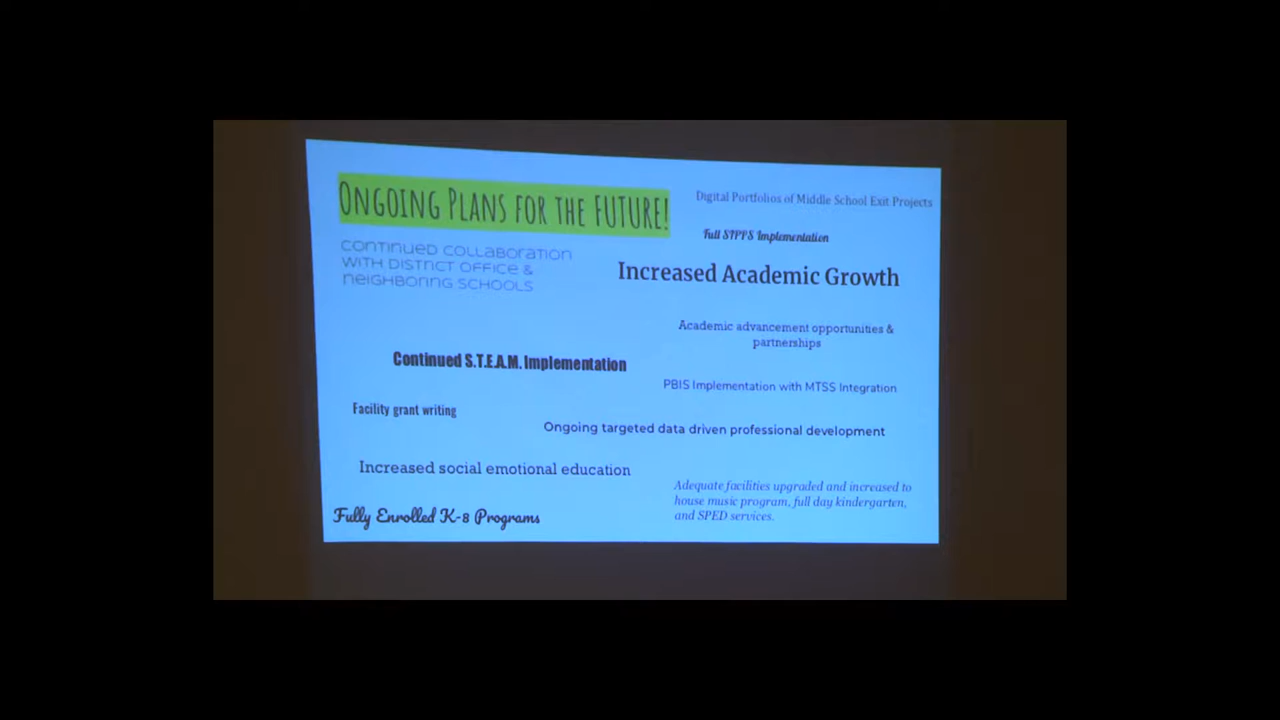 Ongoing Plans for the FUTURE!
Continued collaboration
with District Office &
neighboring schools
Digital Portfolios of Middle School Exit Projects
Full SIPPS Implementation
Increased Academic Growth
Academic advancement opportunities &
partnerships
Continued S.T.E.A.M. Implementation
PBIS Implementation with MTSS Integration
Facility grant writing
Ongoing targeted data driven professional development
Increased social emotional education
Adequate facilities upgraded and increased to
house music program, full day kindergarten,
and SPED services.
Fully Enrolled K-8 Programs